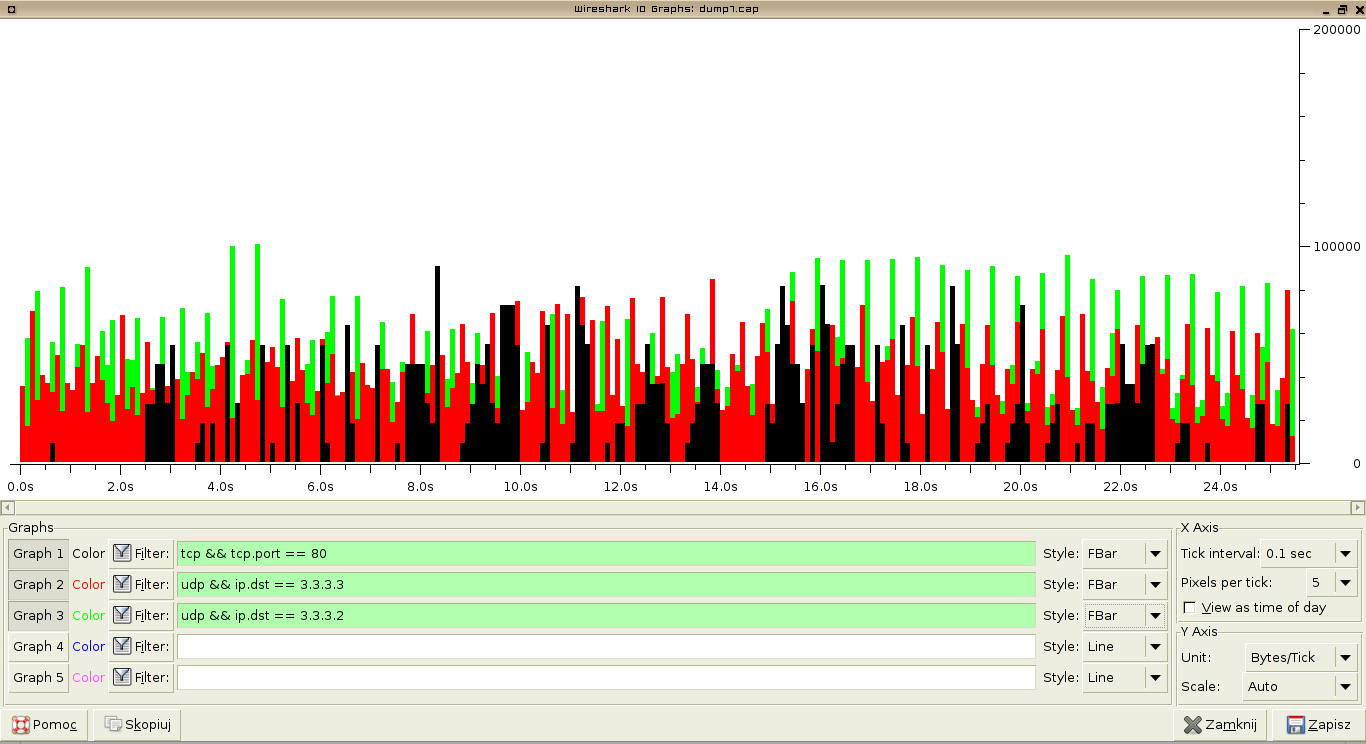 Wireshark IO Graphs: dump1.cap
200000
100000
0
0.0s 2.0s 4.0s 6.0s 8.0s 10.0s 12.0s 14.0s 16.0s 18.0s 20.0s 22.0s 24.0s
Graphs
Graph 1 Color Filter: tcp && tcp.port == 80 Style: FBar
Graph 2 Color Filter: udp && ip.dst == 3.3.3.3 Style: FBar
Graph 3 Color Filter: udp && ip.dst == 3.3.3.2 Style: FBar
Graph 4 Color Filter: Style: Line
Graph 5 Color Filter: Style: Line
X Axis
Tick interval: 0.1 sec
Pixels per tick: 5
View as time of day
Y Axis
Unit: Bytes/Tick
Scale: Auto
Pomoc Skopiuj Zamknij Zapisz